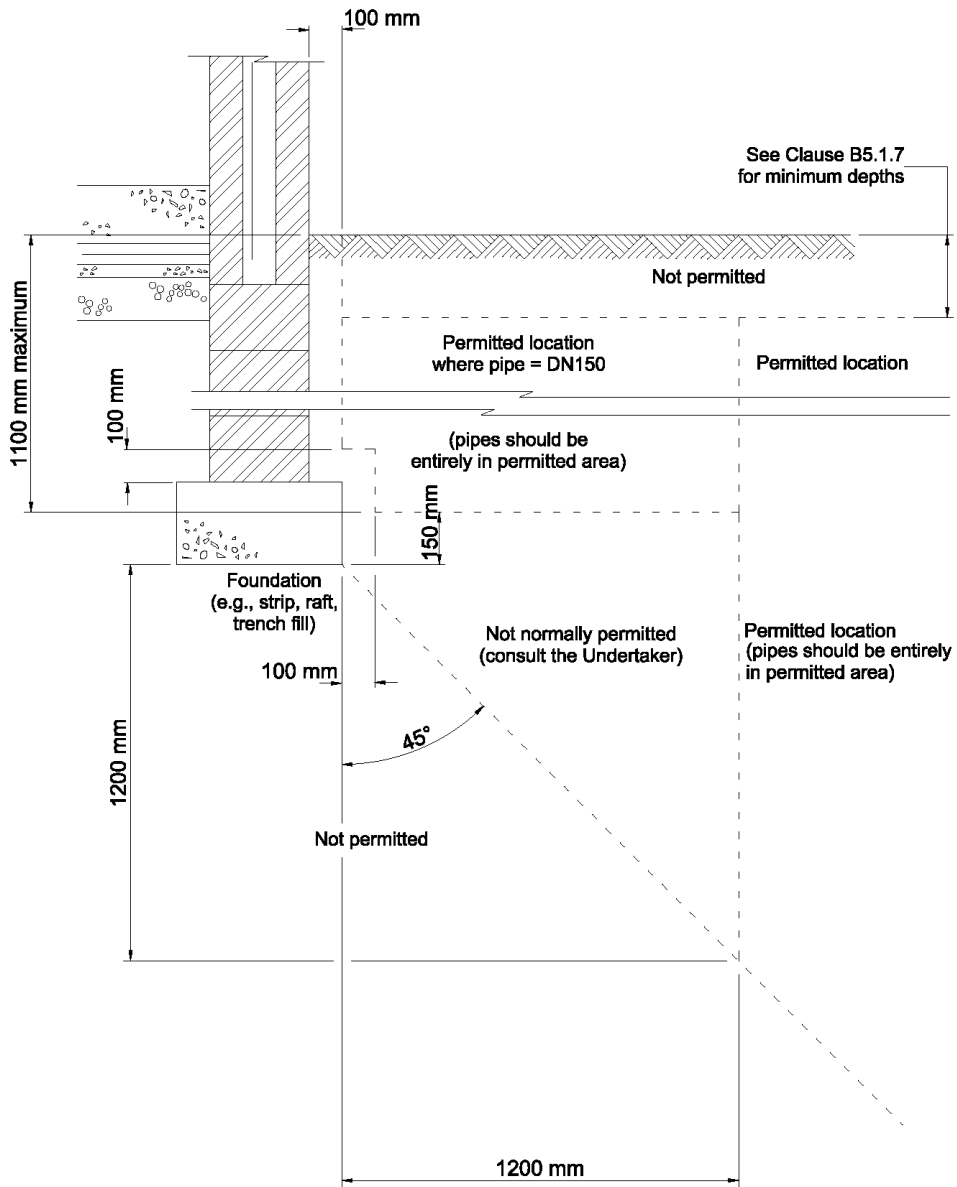 100 mm
See Clause B5.1.7
for minimum depths
Not permitted
Permitted location
where pipe = DN150
Permitted location
1100 mm maximum
100 mm
(pipes should be
entirely in permitted area)
150 mm
Foundation
(e.g., strip, raft,
trench fill)
Not normally permitted
(consult the Undertaker)
Permitted location
(pipes should be entirely
in permitted area)
100 mm
45°
1200 mm
Not permitted
1200 mm